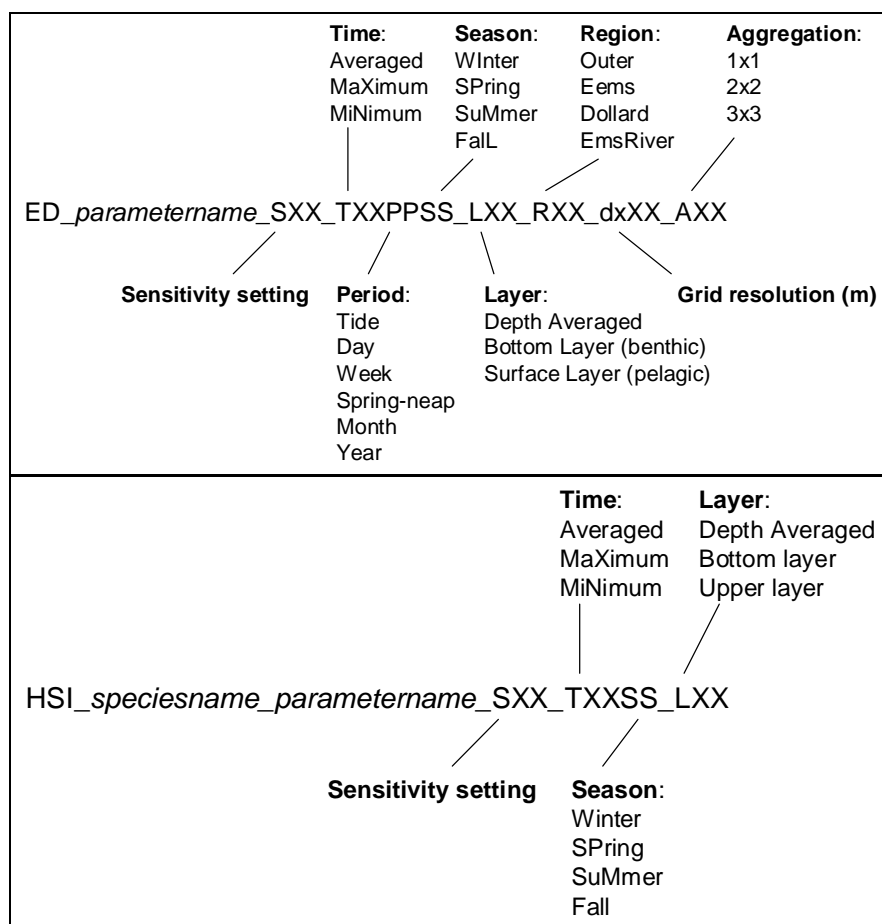 Time: Season: Region: Aggregation:
Averaged WInter Outer 1x1
MaXimum SPring Eems 2x2
MiNimum SuMmer Dollard 3x3
FalL EmsRiver
ED_parametername_SXX_TXXPPSS_LXX_RXX_dxXX_AXX
Sensitivity setting Period: Layer: Grid resolution (m)
Tide Depth Averaged
Day Bottom Layer (benthic)
Week Surface Layer (pelagic)
Spring-neap
Month
Year
Time: Layer:
Averaged Depth Averaged
MaXimum Bottom layer
MiNimum Upper layer
HSI_speciesname_parametername_SXX_TXXSS_LXX
Sensitivity setting Season:
Winter
SPring
SuMmer
Fall